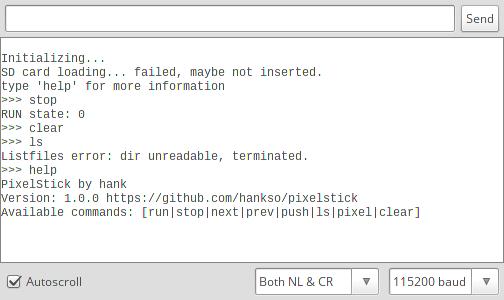 Send
Initializing...
SD card loading... failed, maybe not inserted.
type 'help' for more information
>>> stop
RUN state: 0
>>> clear
>>> ls
Listfiles error: dir unreadable, terminated.
>>> help
PixelStick by hank
Version: 1.0.0 https://github.com/hankso/pixelstick
Available commands: [run|stop|next|prev|push|ls|pixel|clear]
Autoscroll
Both NL & CR
115200 baud